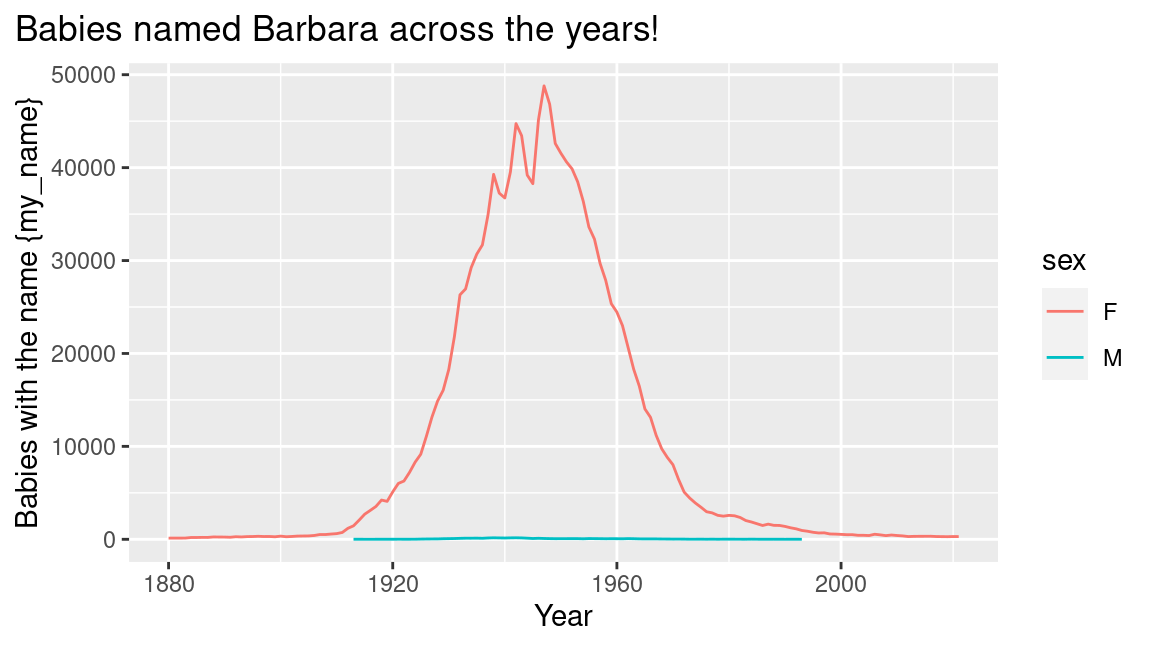 Babies named Barbara across the years!
Babies with the name {my_name}
50000
40000
30000
20000
10000
0
1880
1920
1960
2000
Year
sex
F
M